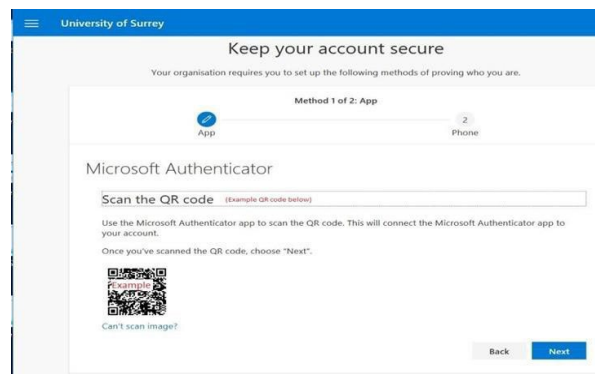 University of Surrey
Keep your account secure
Your organisation requires you to set up the following methods of proving who you are.
Method 1 of 2: App
2
App
Phone
Microsoft Authenticator
Scan the QR code (Example QR code below)
Use the Microsoft Authenticator app to scan the QR code. This will connect the Microsoft Authenticator app to
your account.
Once you've scanned the QR code, choose "Next".
Example
Can't scan image?
Back
Next